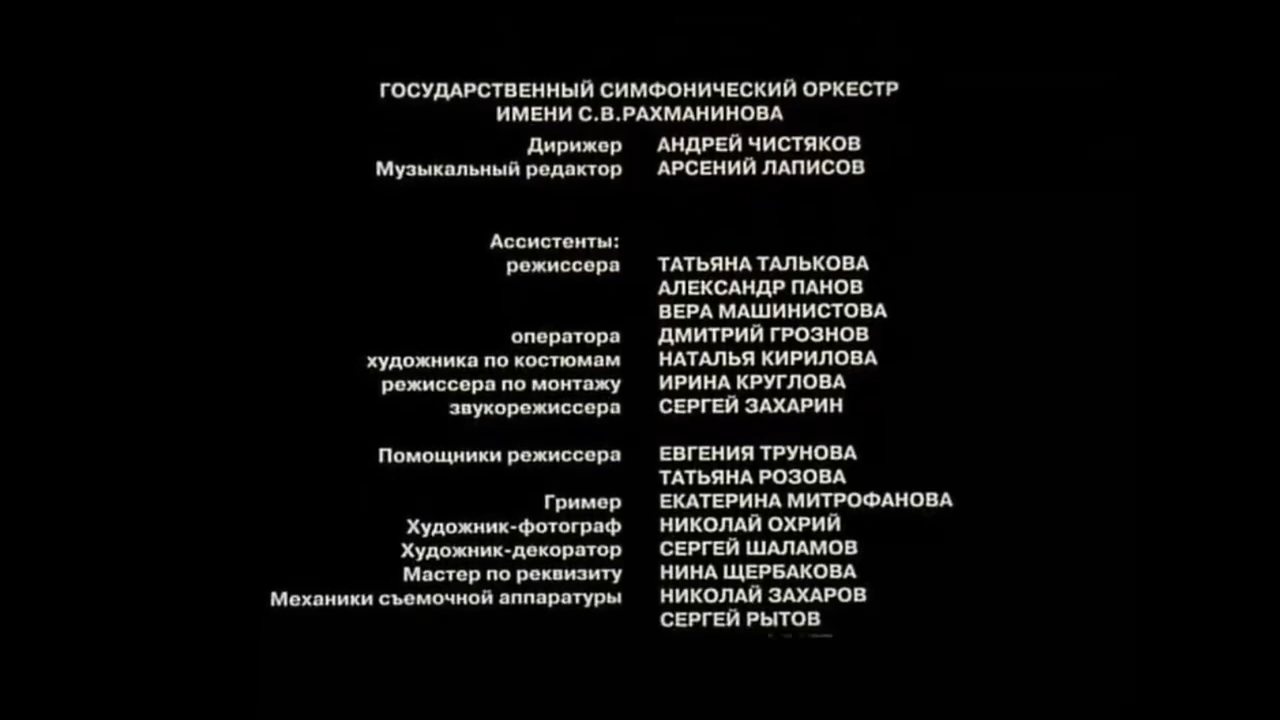 ГОСУДАРСТВЕННЫЙ СИМФОНИЧЕСКИЙ ОРКЕСТР
ИМЕНИ С.В.РАХМАНИНОВА
Дирижер АНДРЕЙ ЧИСТЯКОВ
Музыкальный редактор АРСЕНИЙ ЛАПИСОВ
Ассистенты:
режиссера ТАТЬЯНА ТАЛЬКОВА
АЛЕКСАНДР ПАНОВ
ВЕРА МАШИНИСТОВА
оператора ДМИТРИЙ ГРОЗНОВ
художника по костюмам НАТАЛЬЯ КИРИЛОВА
режиссера по монтажу ИРИНА КРУГЛОВА
звукорежиссера СЕРГЕЙ ЗАХАРИН
Помощники режиссера ЕВГЕНИЯ ТРУНОВА
ТАТЬЯНА РОЗОВА
Гример ЕКАТЕРИНА МИТРОФАНОВА
Художник-фотограф НИКОЛАЙ ОХРИЙ
Художник-декоратор СЕРГЕЙ ШАЛАМОВ
Мастер по реквизиту НИНА ЩЕРБАКОВА
Механики съемочной аппаратуры НИКОЛАЙ ЗАХАРОВ
СЕРГЕЙ РЫТОВ